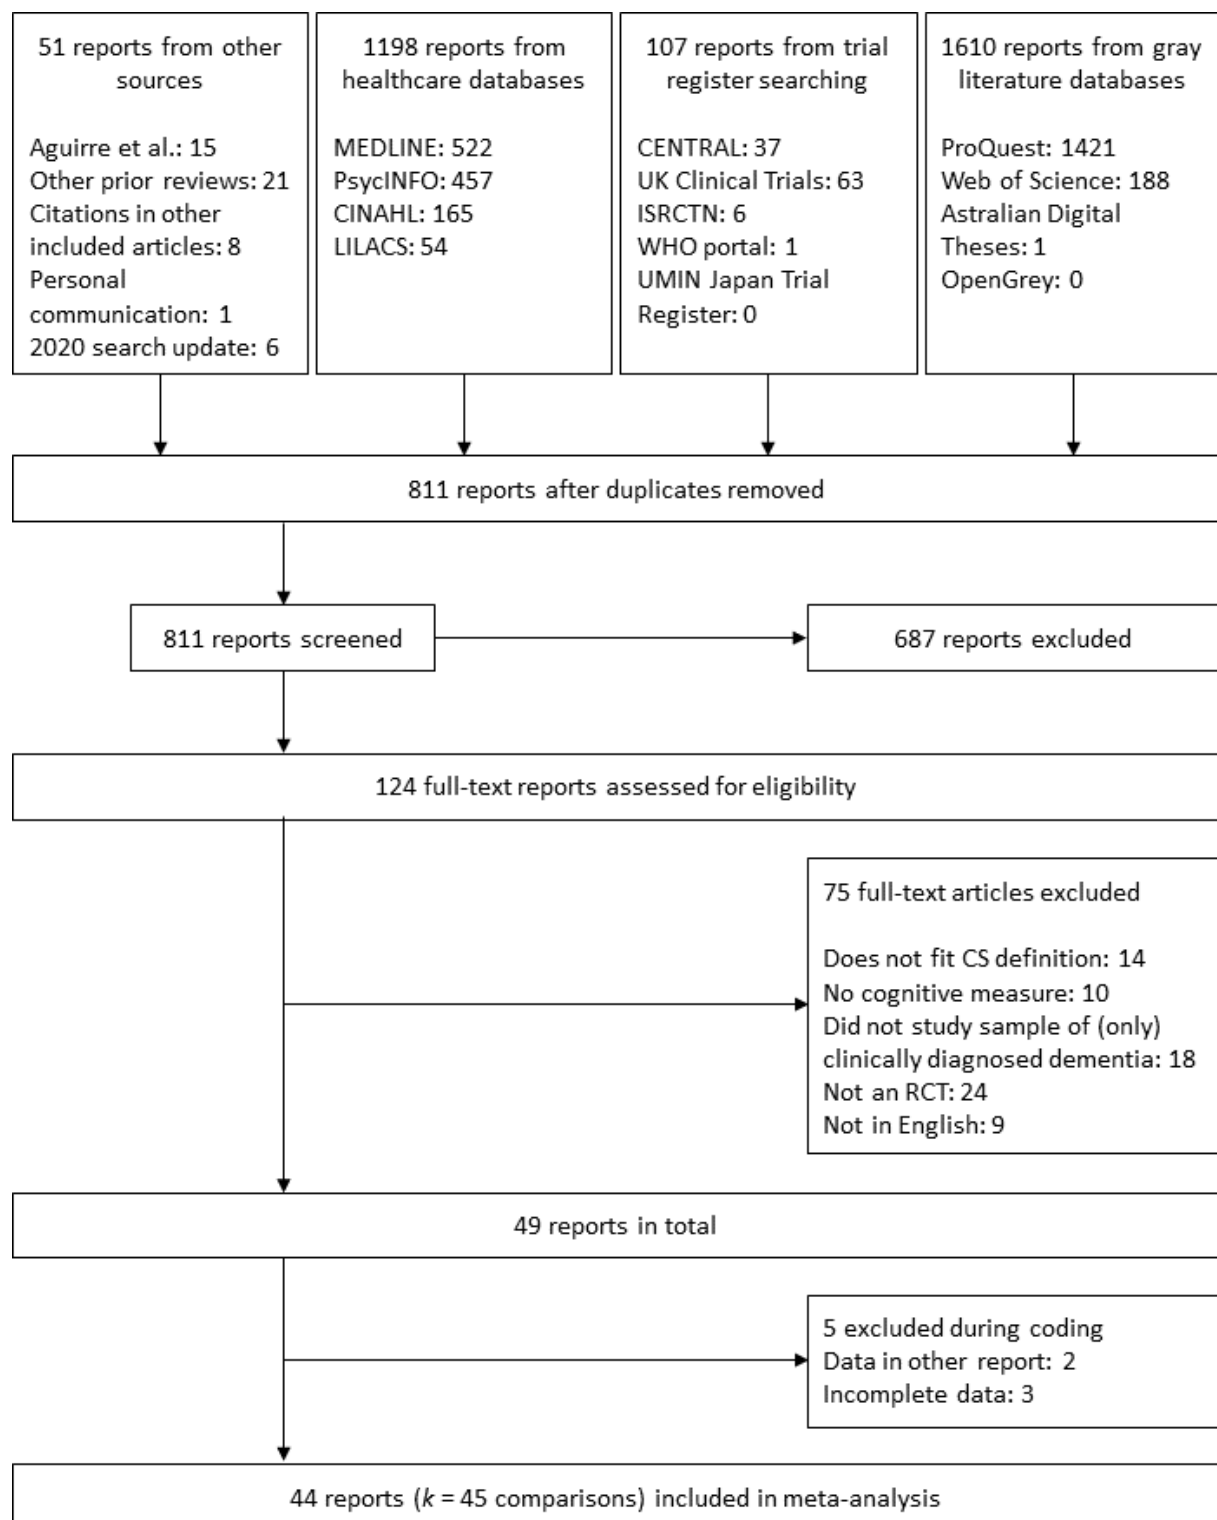 51 reports from other
sources
Aguirre et al.: 15
Other prior reviews: 21
Citations in other
included articles: 8
Personal
communication: 1
2020 search update: 6
1198 reports from
healthcare databases
MEDLINE: 522
PsycINFO: 457
CINAHL: 165
LILACS: 54
107 reports from trial
register searching
CENTRAL: 37
UK Clinical Trials: 63
ISRCTN: 6
WHO portal: 1
UMIN Japan Trial
Register: 0
1610 reports from gray
literature databases
ProQuest: 1421
Web of Science: 188
Astralian Digital
Theses: 1
OpenGrey: 0
811 reports after duplicates removed
811 reports screened
687 reports excluded
124 full-text reports assessed for eligibility
75 full-text articles excluded
Does not fit CS definition: 14
No cognitive measure: 10
Did not study sample of (only)
clinically diagnosed dementia: 18
Not an RCT: 24
Not in English: 9
49 reports in total
5 excluded during coding
Data in other report: 2
Incomplete data: 3
44 reports (k = 45 comparisons) included in meta-analysis